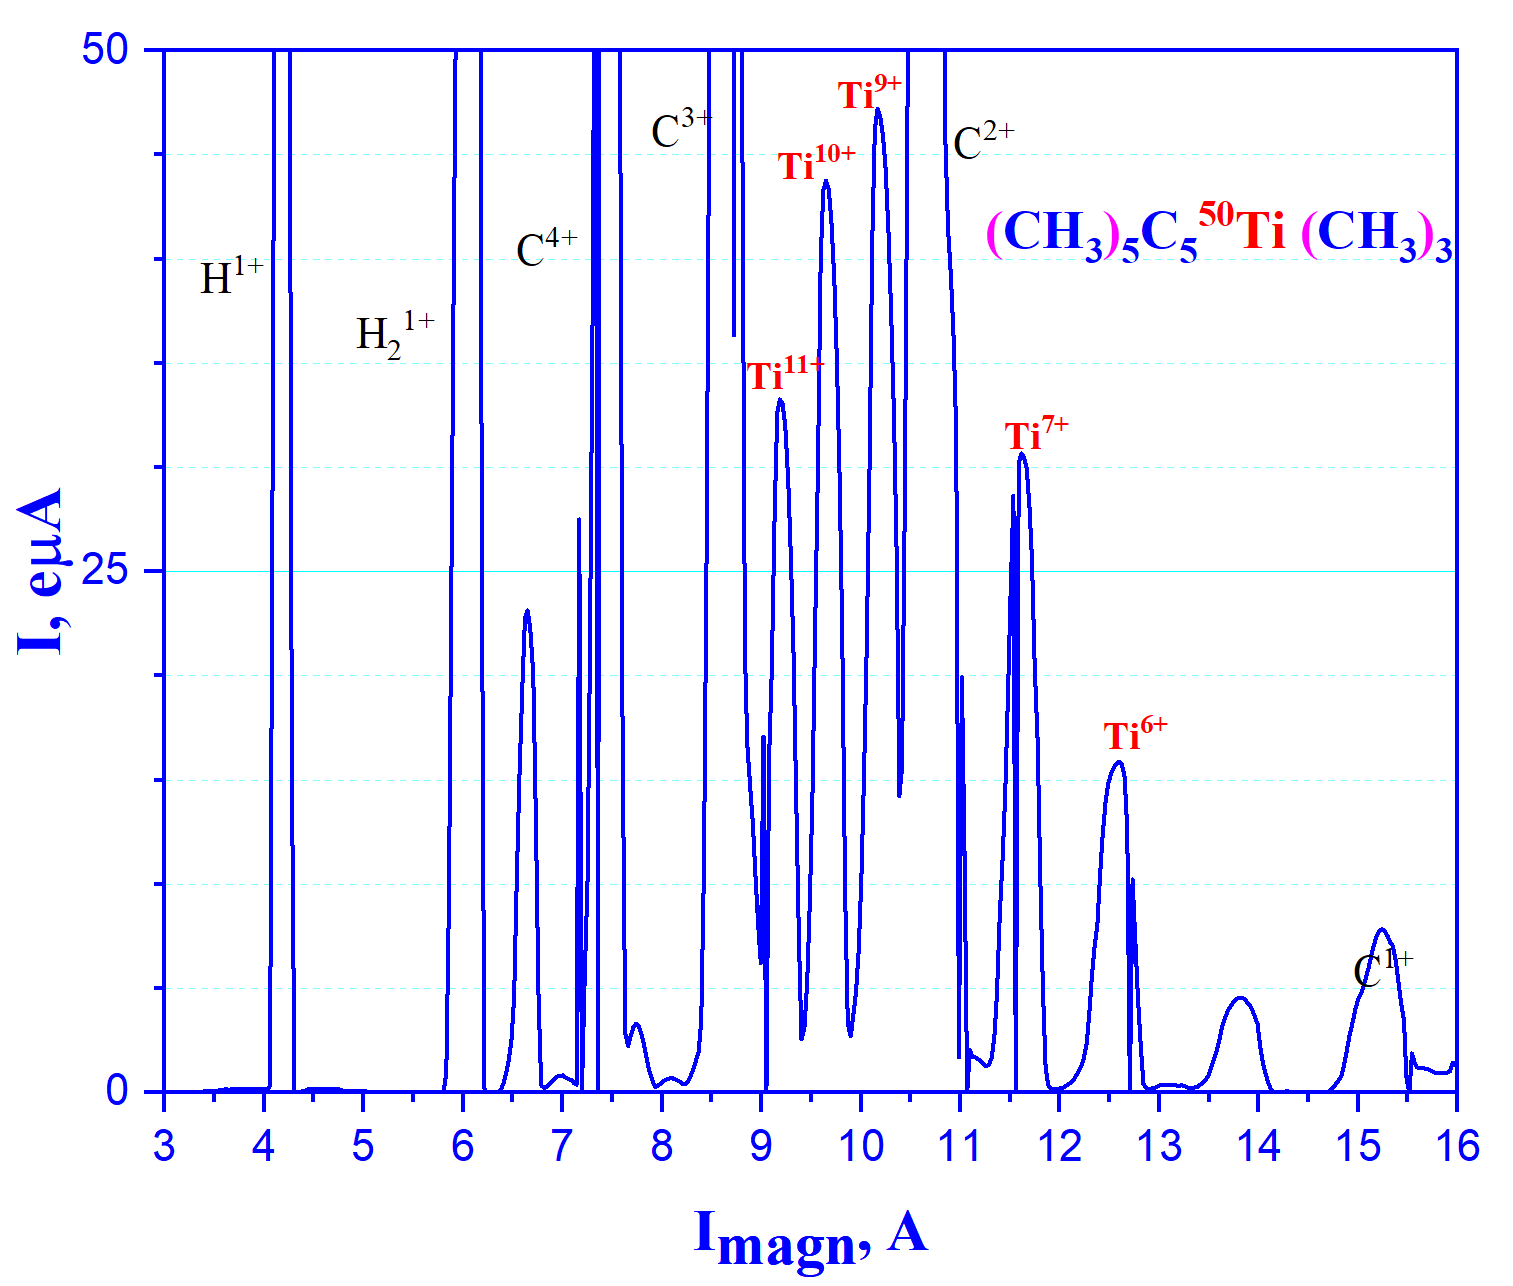 50
25
0
I, eμA
H¹⁺
H₂¹⁺
C⁴⁺
C³⁺
Ti¹¹⁺
Ti¹⁰⁺
Ti⁹⁺
C²⁺
(CH₃)₅C₅⁵⁰Ti (CH₃)₃
Ti⁷⁺
Ti⁶⁺
C¹⁺
3 4 5 6 7 8 9 10 11 12 13 14 15 16
Imagn, A